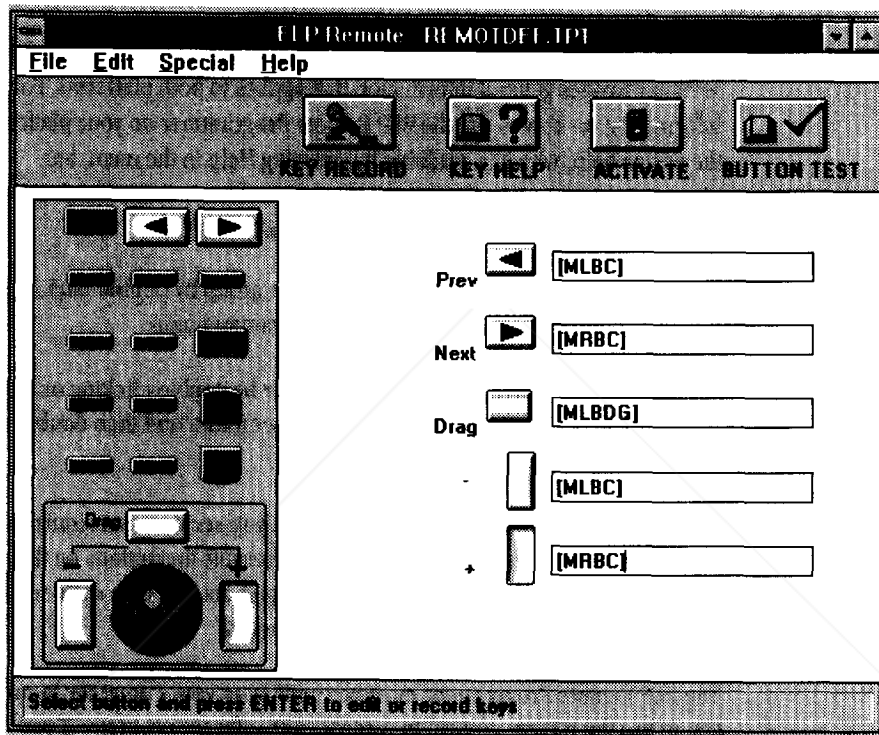 ELP Remote REMOTDEF.TPT
File Edit Special Help
KEY RECORD KEY HELP ACTIVATE BUTTON TEST
Prev [MLBC]
Next [MRBC]
Drag [MLBDG]
- [MLBC]
+ [MRBC]
Drag
- +
Select button and press ENTER to edit or record keys